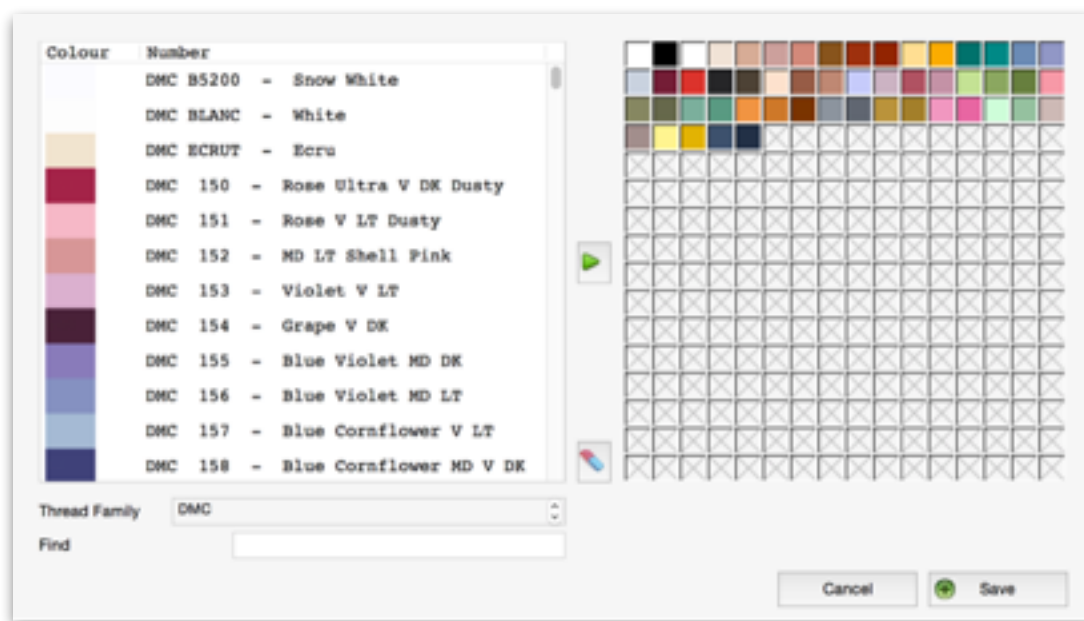 Colour Number
DMC B5200 - Snow White
DMC BLANC - White
DMC ECRUT - Ecru
DMC 150 - Rose Ultra V DK Dusty
DMC 151 - Rose V LT Dusty
DMC 152 - MD LT Shell Pink
DMC 153 - Violet V LT
DMC 154 - Grape V DK
DMC 155 - Blue Violet MD DK
DMC 156 - Blue Violet MD LT
DMC 157 - Blue Cornflower V LT
DMC 158 - Blue Cornflower MD V DK
Thread Family DMC
Find
Cancel Save